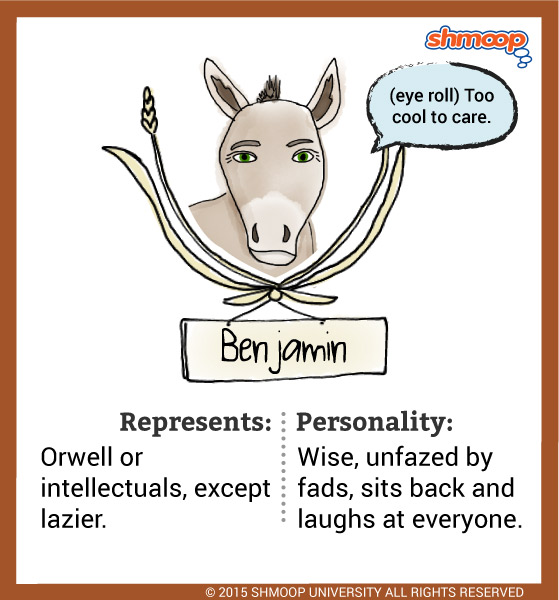 shmoop
(eye roll) Too
cool to care.
Benjamin
Represents:
Orwell or
intellectuals, except
lazier.
Personality:
Wise, unfazed by
fads, sits back and
laughs at everyone.
© 2015 SHMOOP UNIVERSITY ALL RIGHTS RESERVED